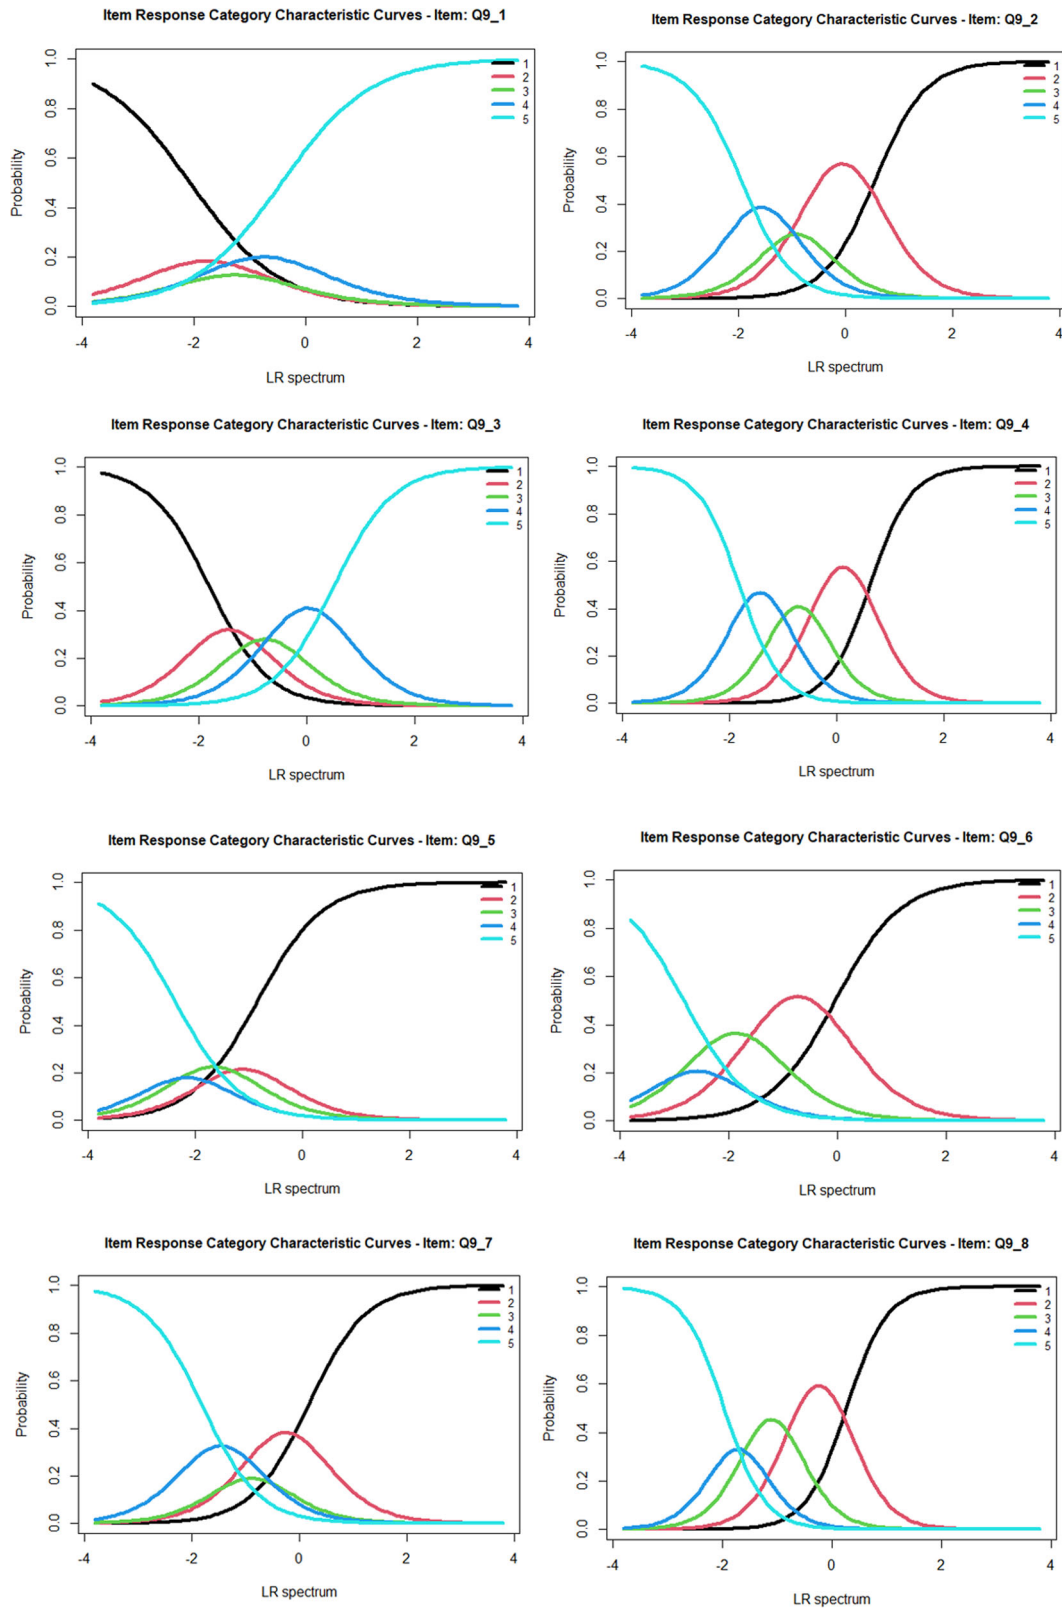 Item Response Category Characteristic Curves - Item: Q9_1
Probability
0.0 0.2 0.4 0.6 0.8 1.0
1
2
3
4
5
-4 -2 0 2 4
LR spectrum
Item Response Category Characteristic Curves - Item: Q9_2
Probability
0.0 0.2 0.4 0.6 0.8 1.0
1
2
3
4
5
-4 -2 0 2 4
LR spectrum
Item Response Category Characteristic Curves - Item: Q9_3
Probability
0.0 0.2 0.4 0.6 0.8 1.0
1
2
3
4
5
-4 -2 0 2 4
LR spectrum
Item Response Category Characteristic Curves - Item: Q9_4
Probability
0.0 0.2 0.4 0.6 0.8 1.0
1
2
3
4
5
-4 -2 0 2 4
LR spectrum
Item Response Category Characteristic Curves - Item: Q9_5
Probability
0.0 0.2 0.4 0.6 0.8 1.0
1
2
3
4
5
-4 -2 0 2 4
LR spectrum
Item Response Category Characteristic Curves - Item: Q9_6
Probability
0.0 0.2 0.4 0.6 0.8 1.0
1
2
3
4
5
-4 -2 0 2 4
LR spectrum
Item Response Category Characteristic Curves - Item: Q9_7
Probability
0.0 0.2 0.4 0.6 0.8 1.0
1
2
3
4
5
-4 -2 0 2 4
LR spectrum
Item Response Category Characteristic Curves - Item: Q9_8
Probability
0.0 0.2 0.4 0.6 0.8 1.0
1
2
3
4
5
-4 -2 0 2 4
LR spectrum